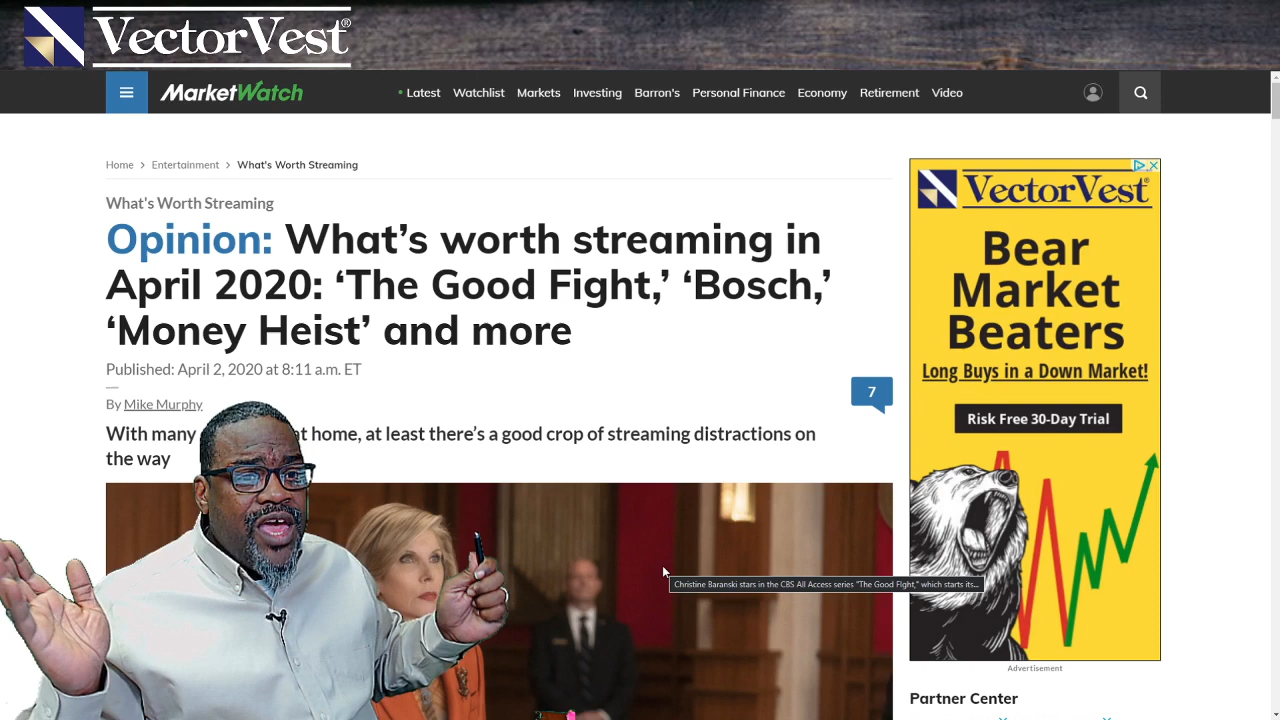 VectorVest®
MarketWatch
• Latest Watchlist Markets Investing Barron's Personal Finance Economy Retirement Video
Home > Entertainment > What's Worth Streaming
What's Worth Streaming
Opinion: What’s worth streaming in
April 2020: ‘The Good Fight,’ ‘Bosch,’
‘Money Heist’ and more
Published: April 2, 2020 at 8:11 a.m. ET
By Mike Murphy
7
With many t home, at least there’s a good crop of streaming distractions on
the way
Christine Baranski stars in the CBS All Access series "The Good Fight," which starts its...
VectorVest®
Bear
Market
Beaters
Long Buys in a Down Market!
Risk Free 30-Day Trial
Advertisement
Partner Center